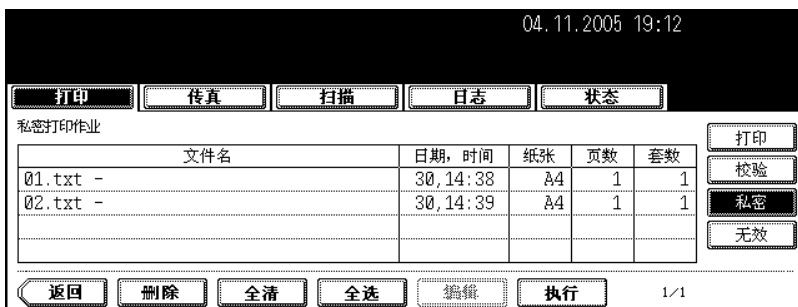 04.11.2005 19:12
打印 传真 扫描 日志 状态
私密打印作业
文件名 日期，时间 纸张 页数 套数
01.txt - 30,14:38 A4 1 1
02.txt - 30,14:39 A4 1 1
打印
校验
私密
无效
返回 删除 全清 全选 编辑 执行 1/1